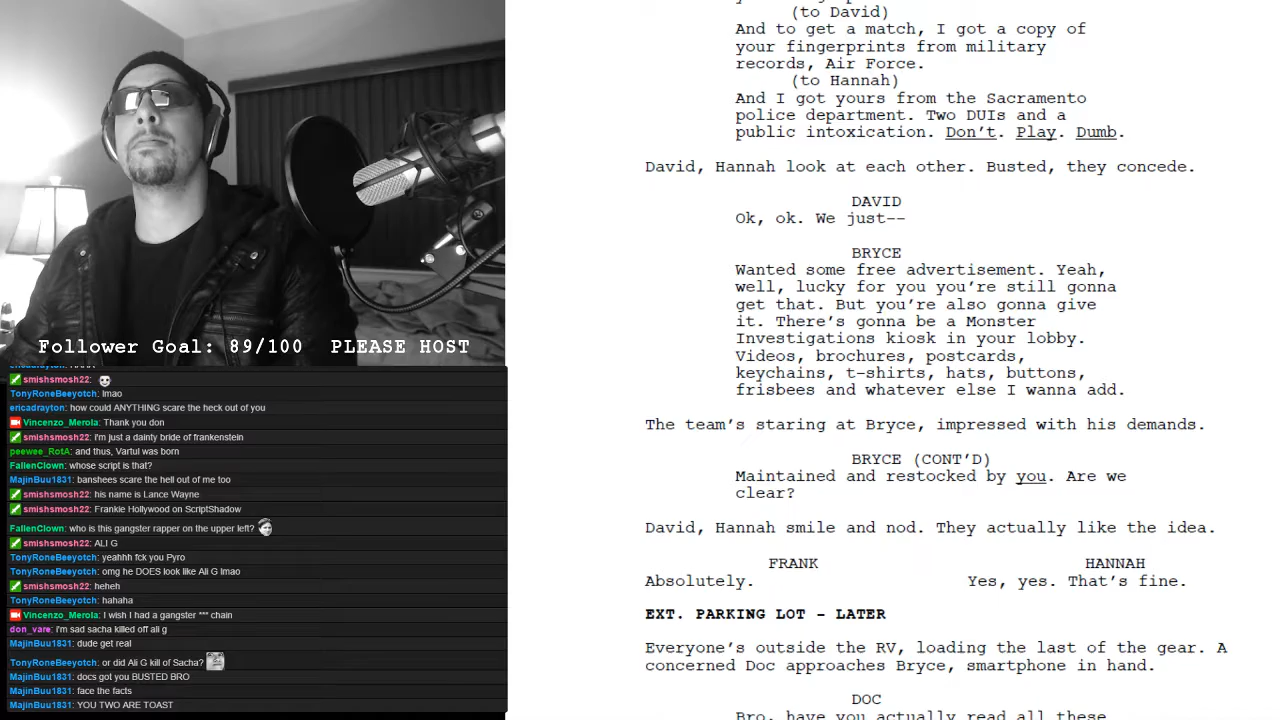 Follower Goal: 89/100 PLEASE HOST
smishsmosh22:
TonyRoneBeeyotch: lmao
ericadrayton: how could ANYTHING scare the heck out of you
Vincenzo_Merola: Thank you don
smishsmosh22: i'm just a dainty bride of frankenstein
peewee_RotA: and thus, Vartul was born
FallenClown: whose script is that?
MajinBuu1831: banshees scare the hell out of me too
smishsmosh22: his name is Lance Wayne
smishsmosh22: Frankie Hollywood on ScriptShadow
FallenClown: who is this gangster rapper on the upper left?
smishsmosh22: ALI G
TonyRoneBeeyotch: yeahhh fck you Pyro
TonyRoneBeeyotch: omg he DOES look like Ali G lmao
smishsmosh22: heheh
TonyRoneBeeyotch: hahaha
Vincenzo_Merola: I wish I had a gangster *** chain
don_vare: i'm sad sacha killed off ali g
MajinBuu1831: dude get real
TonyRoneBeeyotch: or did Ali G kill of Sacha?
MajinBuu1831: docs got you BUSTED BRO
MajinBuu1831: face the facts
MajinBuu1831: YOU TWO ARE TOAST
(to David)
And to get a match, I got a copy of
your fingerprints from military
records, Air Force.
(to Hannah)
And I got yours from the Sacramento
police department. Two DUIs and a
public intoxication. Don't. Play. Dumb.
David, Hannah look at each other. Busted, they concede.
DAVID
Ok, ok. We just--
BRYCE
Wanted some free advertisement. Yeah,
well, lucky for you you're still gonna
get that. But you're also gonna give
it. There's gonna be a Monster
Investigations kiosk in your lobby.
Videos, brochures, postcards,
keychains, t-shirts, hats, buttons,
frisbees and whatever else I wanna add.
The team's staring at Bryce, impressed with his demands.
BRYCE (CONT'D)
Maintained and restocked by you. Are we
clear?
David, Hannah smile and nod. They actually like the idea.
FRANK HANNAH
Absolutely. Yes, yes. That's fine.
EXT. PARKING LOT - LATER
Everyone's outside the RV, loading the last of the gear. A
concerned Doc approaches Bryce, smartphone in hand.
DOC
Bro, have you actually read all these